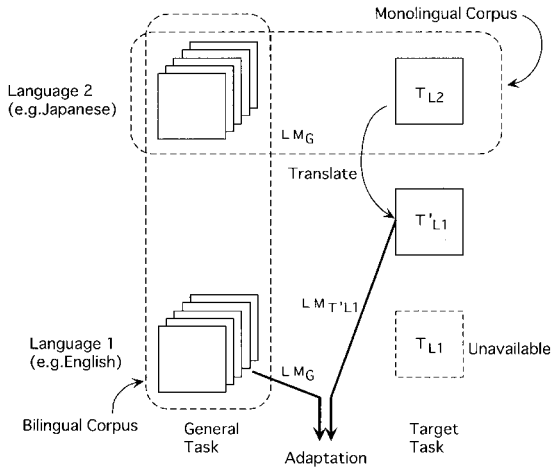 Monolingual Corpus
Language 2
(e.g.Japanese)
T L2
LM G
Translate
T'L1
LM T'L1
Language 1
(e.g.English)
T L1
Unavailable
LM G
Bilingual Corpus
General
Task
Target
Task
Adaptation